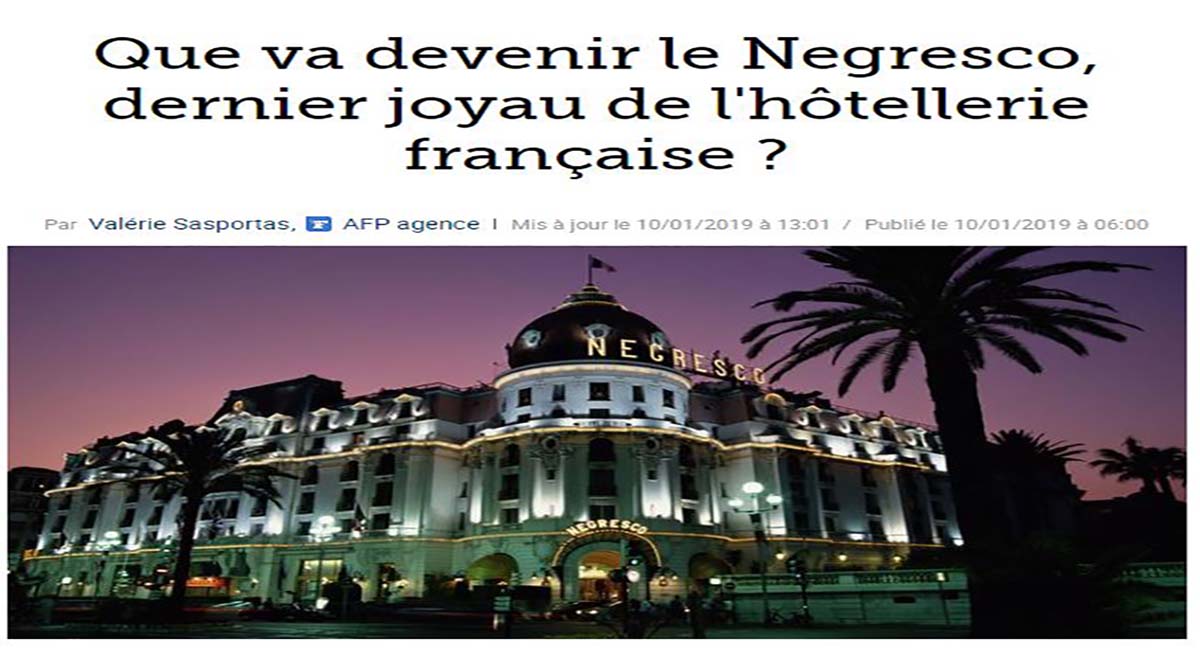 Que va devenir le Negresco,
dernier joyau de l'hôtellerie
française ?
Par Valérie Sasportas, AFP agence | Mis à jour le 10/01/2019 à 13:01 / Publié le 10/01/2019 à 06:00
NEGRESCO
NEGRESCO